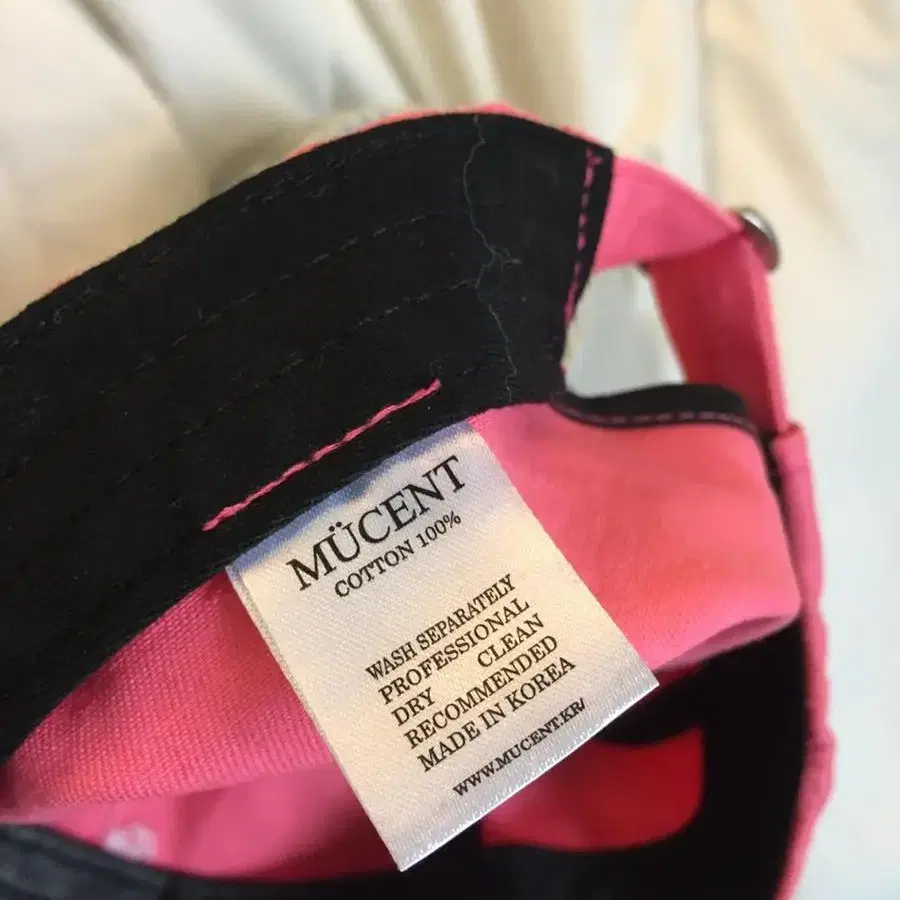 MÜCENT
COTTON 100%
WASH SEPARATELY
PROFESSIONAL
DRY CLEAN
RECOMMENDED
MADE IN KOREA
WWW.MUCENT.KR/